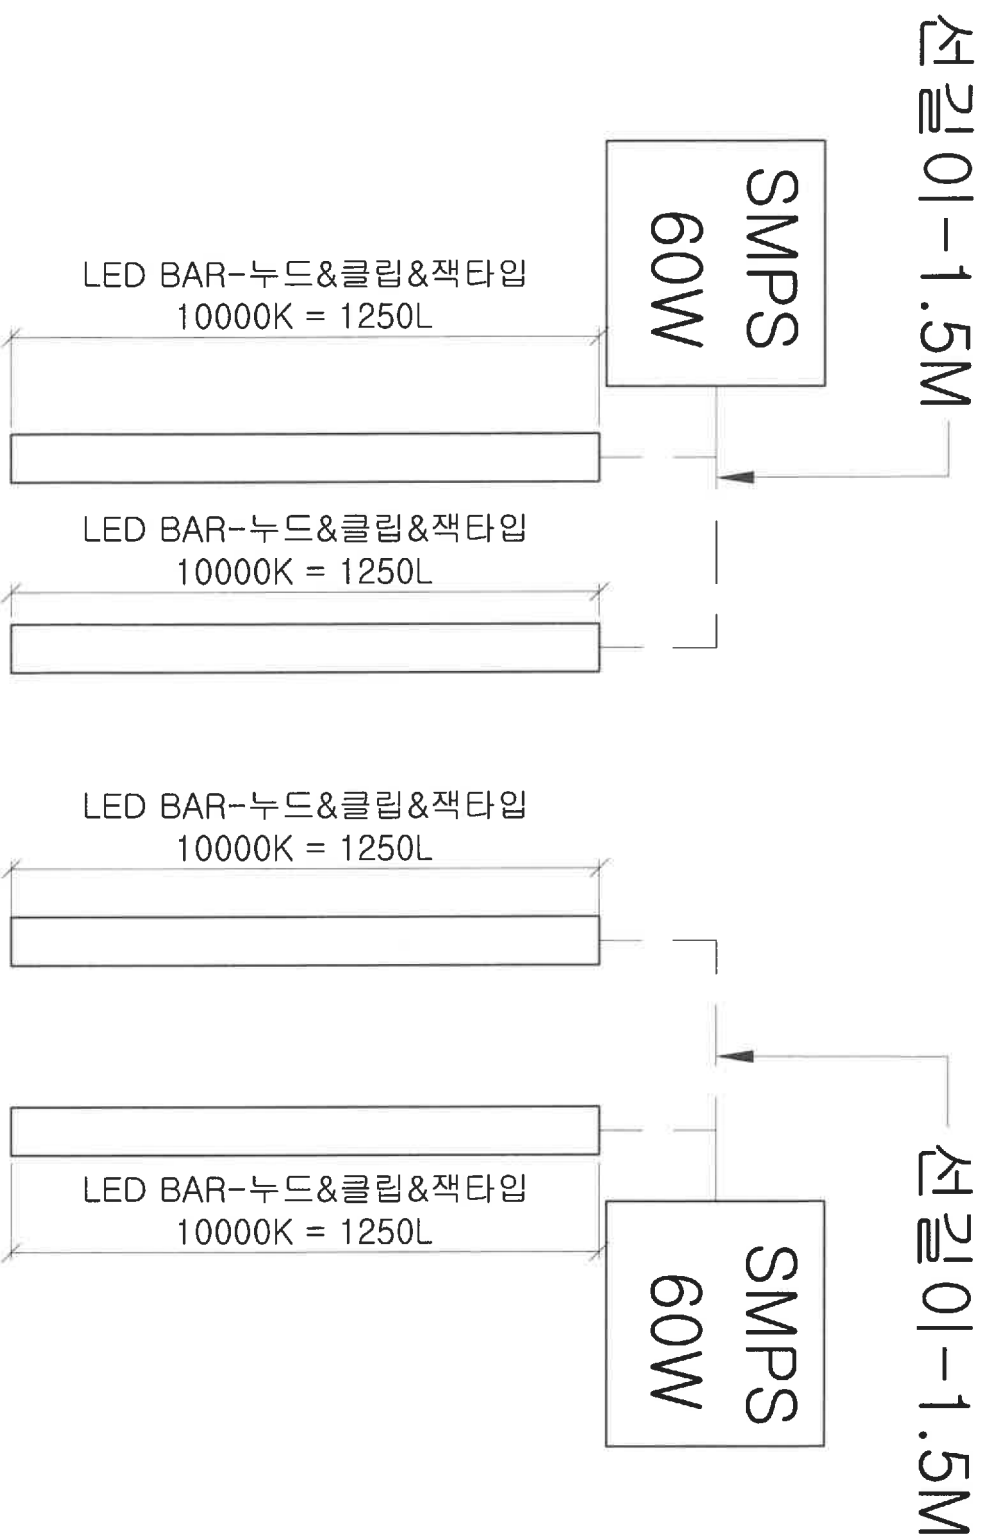 선길이-1.5M
SMPS
60W
LED BAR-누드&클립&잭타입
10000K = 1250L
LED BAR-누드&클립&잭타입
10000K = 1250L
LED BAR-누드&클립&잭타입
10000K = 1250L
선길이-1.5M
LED BAR-누드&클립&잭타입
10000K = 1250L
SMPS
60W